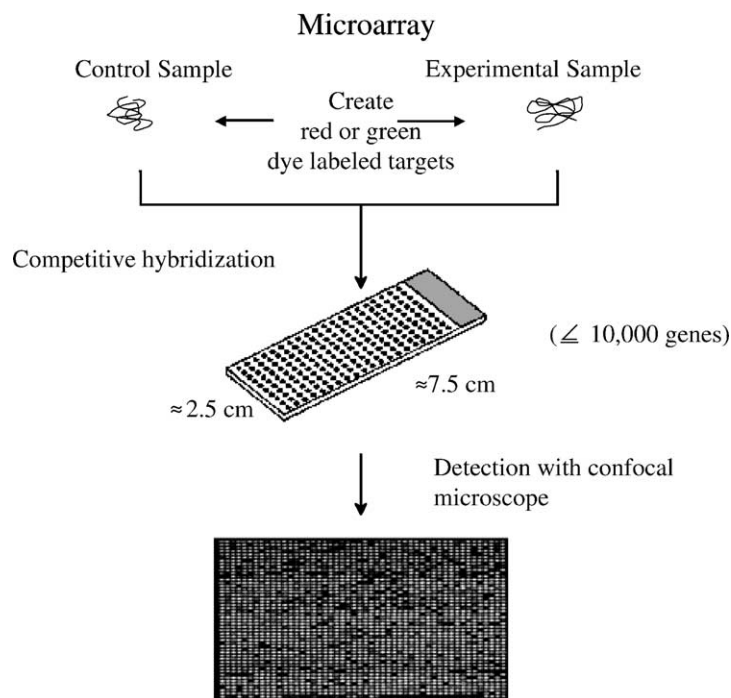 Microarray
Control Sample
Experimental Sample
Create
red or green
dye labeled targets
Competitive hybridization
(∠ 10,000 genes)
≈2.5 cm
≈7.5 cm
Detection with confocal
microscope